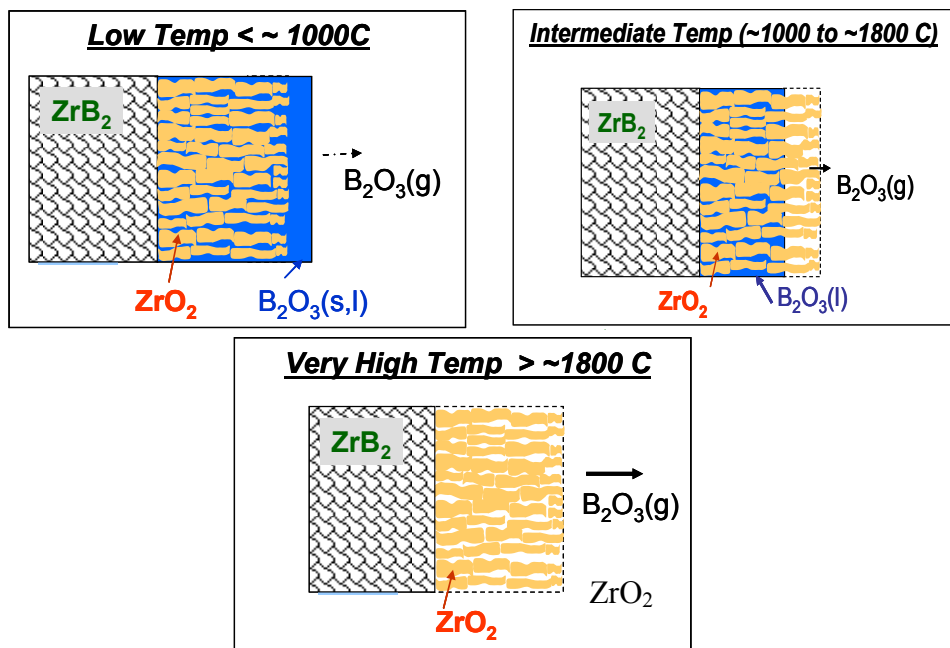 Low Temp < ~ 1000C
ZrB₂
B₂O₃(g)
ZrO₂
B₂O₃(s,l)
Intermediate Temp (~1000 to ~1800 C)
ZrB₂
B₂O₃(g)
ZrO₂
B₂O₃(l)
Very High Temp > ~1800 C
ZrB₂
B₂O₃(g)
ZrO₂
ZrO₂